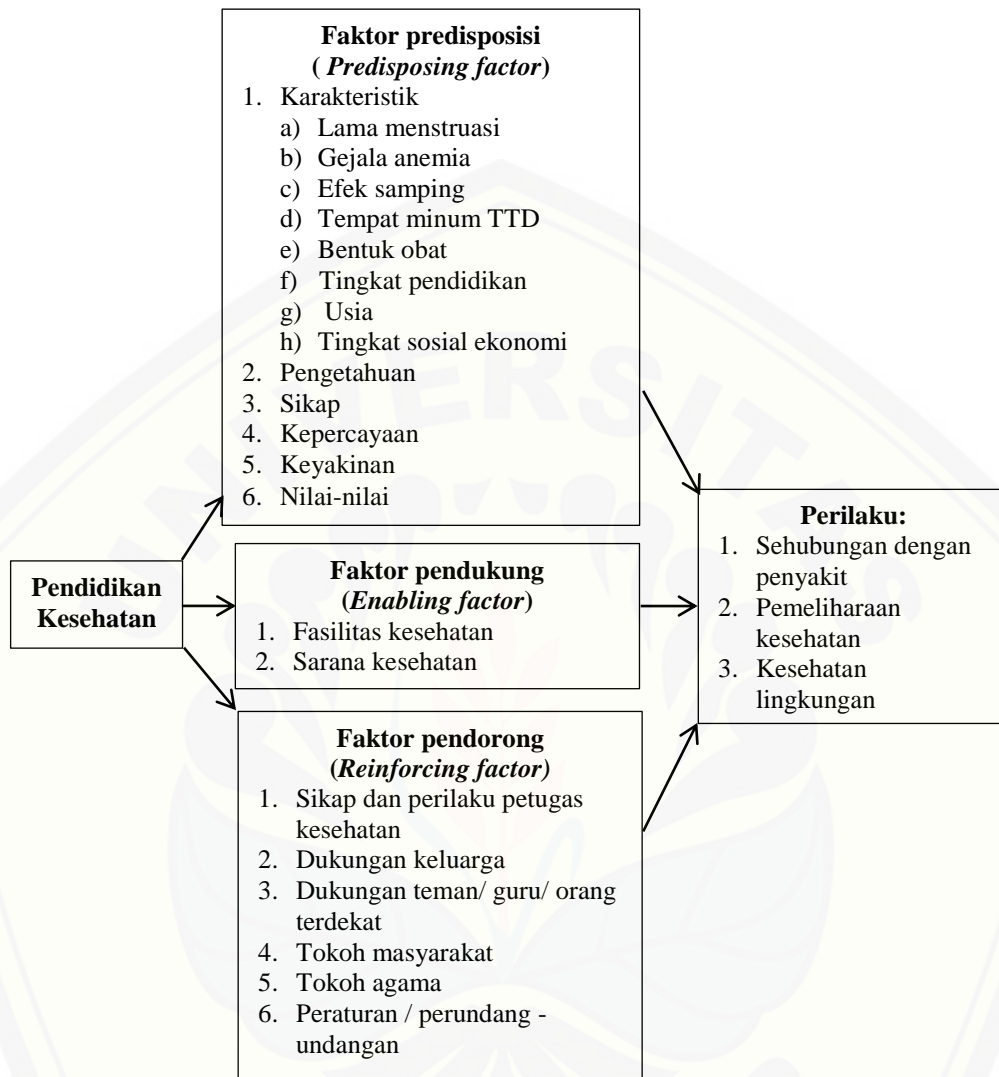 Faktor predisposisi
( Predisposing factor)
1. Karakteristik
a) Lama menstruasi
b) Gejala anemia
c) Efek samping
d) Tempat minum TTD
e) Bentuk obat
f) Tingkat pendidikan
g) Usia
h) Tingkat sosial ekonomi
2. Pengetahuan
3. Sikap
4. Kepercayaan
5. Keyakinan
6. Nilai-nilai
Pendidikan
Kesehatan
Faktor pendukung
(Enabling factor)
1. Fasilitas kesehatan
2. Sarana kesehatan
Faktor pendorong
(Reinforcing factor)
1. Sikap dan perilaku petugas
kesehatan
2. Dukungan keluarga
3. Dukungan teman/ guru/ orang
terdekat
4. Tokoh masyarakat
5. Tokoh agama
6. Peraturan / perundang -
undangan
Perilaku:
1. Sehubungan dengan
penyakit
2. Pemeliharaan
kesehatan
3. Kesehatan
lingkungan
UNIVERSITAS